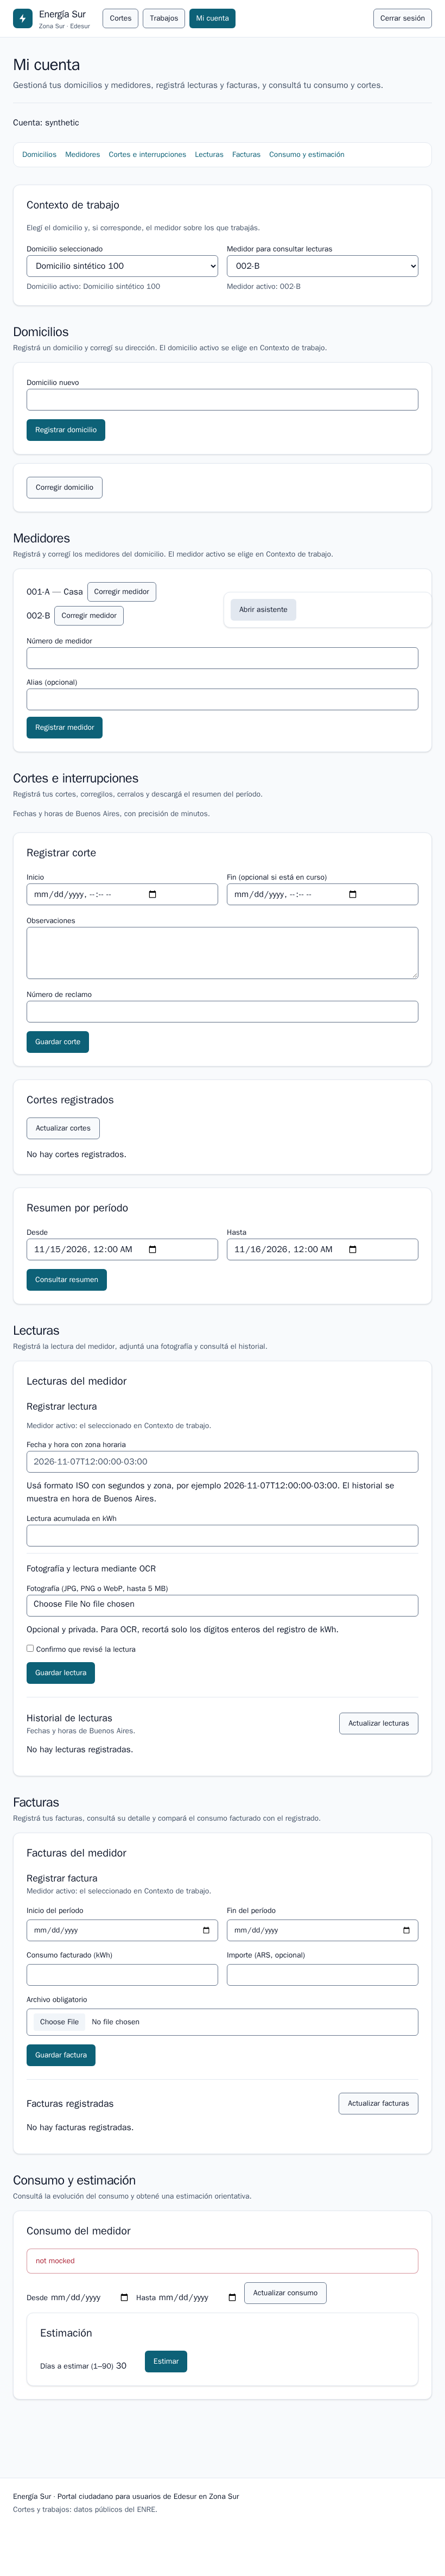 Energía Sur
Zona Sur · Edesur
Cortes
Trabajos
Mi cuenta
Cerrar sesión
Mi cuenta
Gestioná tus domicilios y medidores, registrá lecturas y facturas, y consultá tu consumo y cortes.
Cuenta: synthetic
Domicilios
Medidores
Cortes e interrupciones
Lecturas
Facturas
Consumo y estimación
Contexto de trabajo
Elegí el domicilio y, si corresponde, el medidor sobre los que trabajás.
Domicilio seleccionado
Medidor para consultar lecturas
Domicilio sintético 100
002-B
Domicilio activo: Domicilio sintético 100
Medidor activo: 002-B
Domicilios
Registrá un domicilio y corregí su dirección. El domicilio activo se elige en Contexto de trabajo.
Domicilio nuevo
Registrar domicilio
Corregir domicilio
Medidores
Registrá y corregí los medidores del domicilio. El medidor activo se elige en Contexto de trabajo.
001-A — Casa
Corregir medidor
Abrir asistente
002-B
Corregir medidor
Número de medidor
Alias (opcional)
Registrar medidor
Cortes e interrupciones
Registrá tus cortes, corregilos, cerralos y descargá el resumen del período.
Fechas y horas de Buenos Aires, con precisión de minutos.
Registrar corte
Inicio
Fin (opcional si está en curso)
mm/dd/yyyy, --:-- --
mm/dd/yyyy, --:-- --
Observaciones
Número de reclamo
Guardar corte
Cortes registrados
Actualizar cortes
No hay cortes registrados.
Resumen por período
Desde
Hasta
11/15/2026, 12:00 AM
11/16/2026, 12:00 AM
Consultar resumen
Lecturas
Registrá la lectura del medidor, adjuntá una fotografía y consultá el historial.
Lecturas del medidor
Registrar lectura
Medidor activo: el seleccionado en Contexto de trabajo.
Fecha y hora con zona horaria
2026-11-07T12:00:00-03:00
Usá formato ISO con segundos y zona, por ejemplo 2026-11-07T12:00:00-03:00. El historial se
muestra en hora de Buenos Aires.
Lectura acumulada en kWh
Fotografía y lectura mediante OCR
Fotografía (JPG, PNG o WebP, hasta 5 MB)
Choose File No file chosen
Opcional y privada. Para OCR, recortá solo los dígitos enteros del registro de kWh.
Confirmo que revisé la lectura
Guardar lectura
Historial de lecturas
Fechas y horas de Buenos Aires.
Actualizar lecturas
No hay lecturas registradas.
Facturas
Registrá tus facturas, consultá su detalle y compará el consumo facturado con el registrado.
Facturas del medidor
Registrar factura
Medidor activo: el seleccionado en Contexto de trabajo.
Inicio del período
Fin del período
mm/dd/yyyy
mm/dd/yyyy
Consumo facturado (kWh)
Importe (ARS, opcional)
Archivo obligatorio
Choose File No file chosen
Guardar factura
Facturas registradas
Actualizar facturas
No hay facturas registradas.
Consumo y estimación
Consultá la evolución del consumo y obtené una estimación orientativa.
Consumo del medidor
not mocked
Desde mm/dd/yyyy
Hasta mm/dd/yyyy
Actualizar consumo
Estimación
Días a estimar (1–90) 30
Estimar
Energía Sur · Portal ciudadano para usuarios de Edesur en Zona Sur
Cortes y trabajos: datos públicos del ENRE.